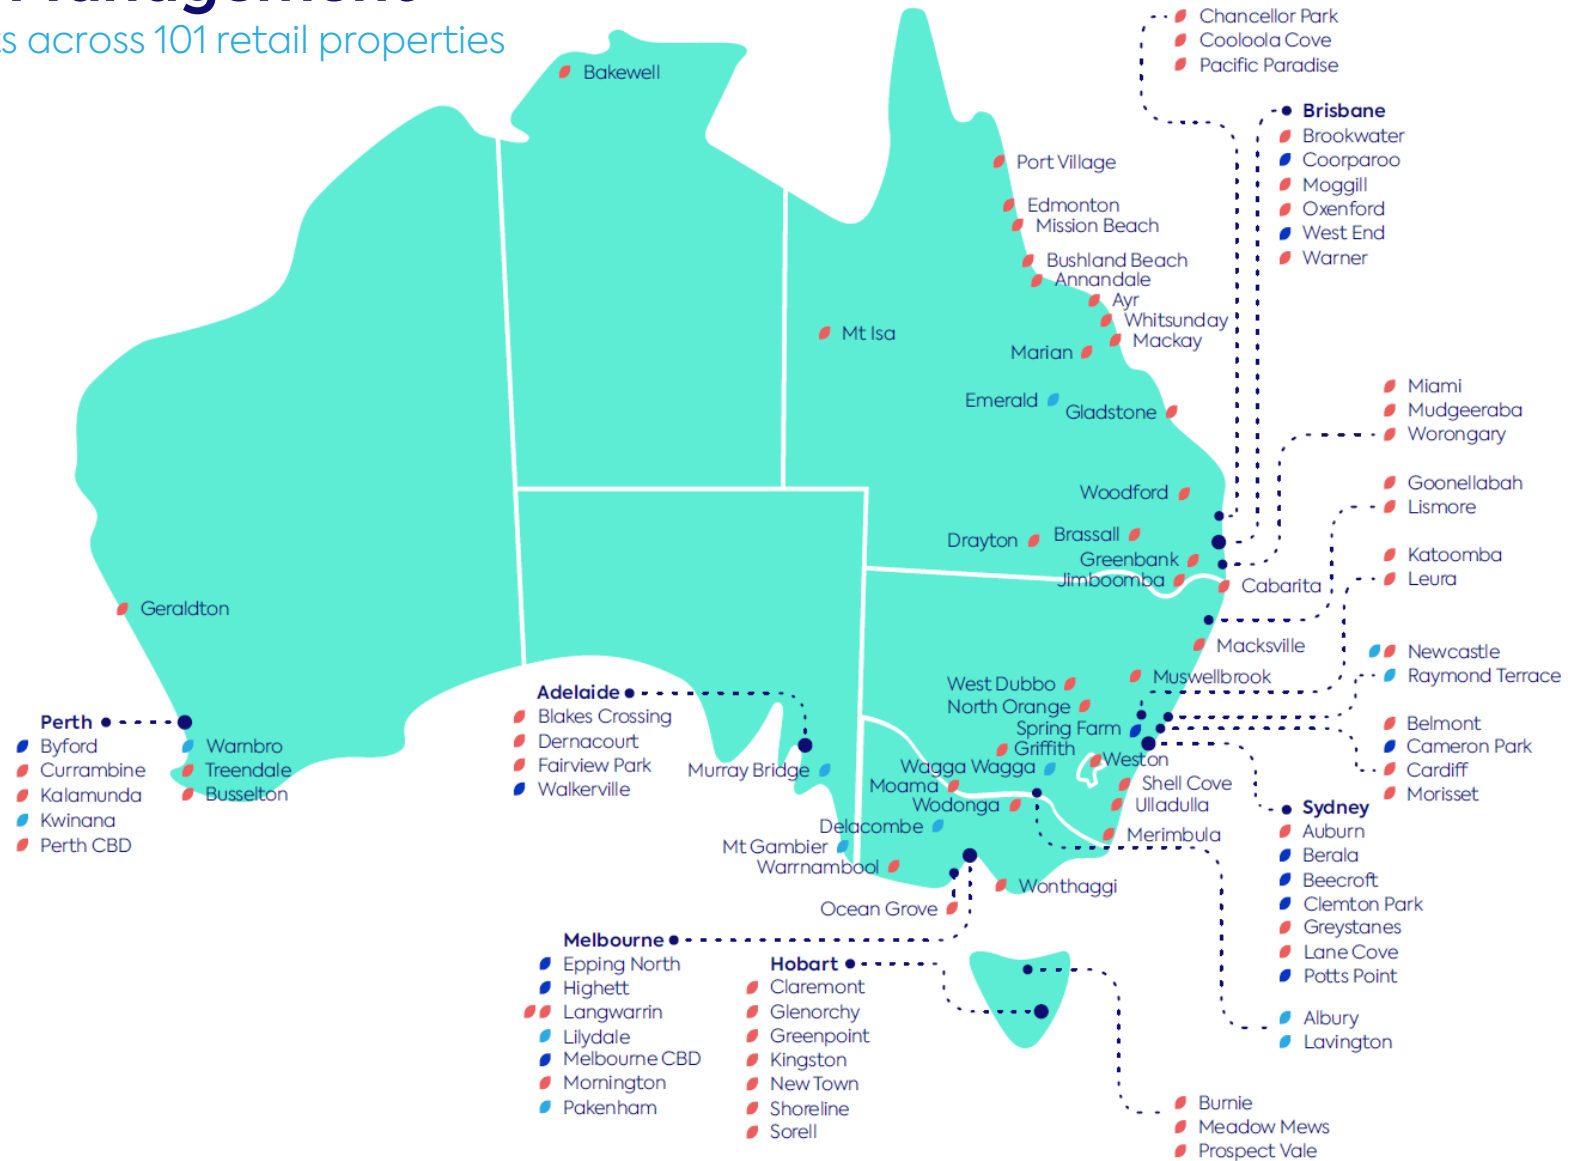 Management
s across 101 retail properties
Bakewell
Chancellor Park
Cooloola Cove
Pacific Paradise
Brisbane
Brookwater
Coorparoo
Moggill
Oxenford
West End
Warner
Port Village
Edmonton
Mission Beach
Bushland Beach
Annandale
Ayr
Whitsunday
Mackay
Mt Isa
Marian
Emerald
Gladstone
Miami
Mudgeeraba
Worongary
Woodford
Goonellabah
Lismore
Drayton
Brassall
Greenbank
Jimboomba
Cabarita
Katoomba
Leura
Geraldton
Macksville
Newcastle
Raymond Terrace
West Dubbo
Muswellbrook
North Orange
Spring Farm
Griffith
Wagga Wagga
Weston
Moama
Shell Cove
Wodonga
Ulladulla
Delacombe
Merimbula
Mt Gambier
Warrnambool
Wonthaggi
Ocean Grove
Belmont
Cameron Park
Cardiff
Morisset
Perth
Byford
Currambine
Kalamunda
Kwinana
Perth CBD
Warnbro
Treendale
Busselton
Adelaide
Blakes Crossing
Dernacourt
Fairview Park
Walkerville
Murray Bridge
Sydney
Auburn
Berala
Beecroft
Clemton Park
Greystanes
Lane Cove
Potts Point
Albury
Lavington
Melbourne
Epping North
Highett
Langwarrin
Lilydale
Melbourne CBD
Mornington
Pakenham
Hobart
Claremont
Glenorchy
Greenpoint
Kingston
New Town
Shoreline
Sorell
Burnie
Meadow Mews
Prospect Vale